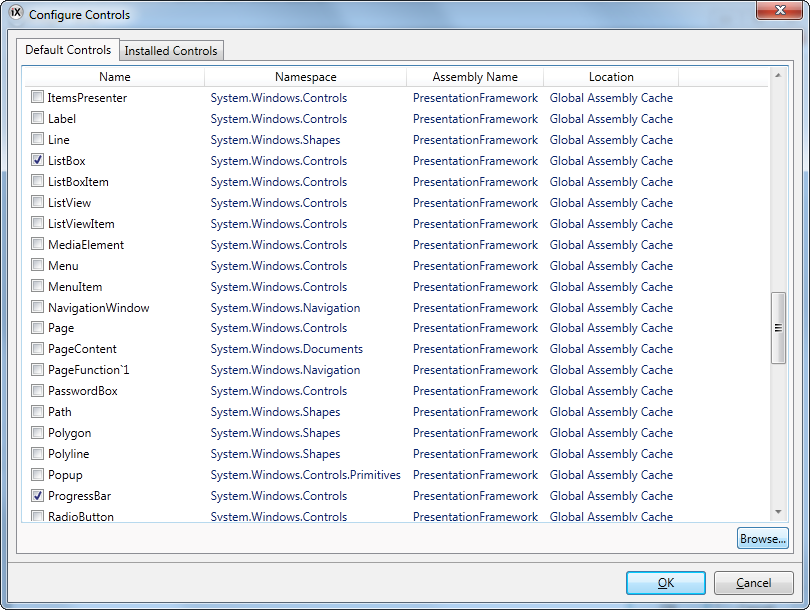 iX Configure Controls
Default Controls Installed Controls
Name Namespace Assembly Name Location
ItemsPresenter System.Windows.Controls PresentationFramework Global Assembly Cache
Label System.Windows.Controls PresentationFramework Global Assembly Cache
Line System.Windows.Shapes PresentationFramework Global Assembly Cache
ListBox System.Windows.Controls PresentationFramework Global Assembly Cache
ListBoxItem System.Windows.Controls PresentationFramework Global Assembly Cache
ListView System.Windows.Controls PresentationFramework Global Assembly Cache
ListViewItem System.Windows.Controls PresentationFramework Global Assembly Cache
MediaElement System.Windows.Controls PresentationFramework Global Assembly Cache
Menu System.Windows.Controls PresentationFramework Global Assembly Cache
MenuItem System.Windows.Controls PresentationFramework Global Assembly Cache
NavigationWindow System.Windows.Navigation PresentationFramework Global Assembly Cache
Page System.Windows.Controls PresentationFramework Global Assembly Cache
PageContent System.Windows.Documents PresentationFramework Global Assembly Cache
PageFunction`1 System.Windows.Navigation PresentationFramework Global Assembly Cache
PasswordBox System.Windows.Controls PresentationFramework Global Assembly Cache
Path System.Windows.Shapes PresentationFramework Global Assembly Cache
Polygon System.Windows.Shapes PresentationFramework Global Assembly Cache
Polyline System.Windows.Shapes PresentationFramework Global Assembly Cache
Popup System.Windows.Controls.Primitives PresentationFramework Global Assembly Cache
ProgressBar System.Windows.Controls PresentationFramework Global Assembly Cache
RadioButton System.Windows.Controls PresentationFramework Global Assembly Cache
Browse...
OK Cancel